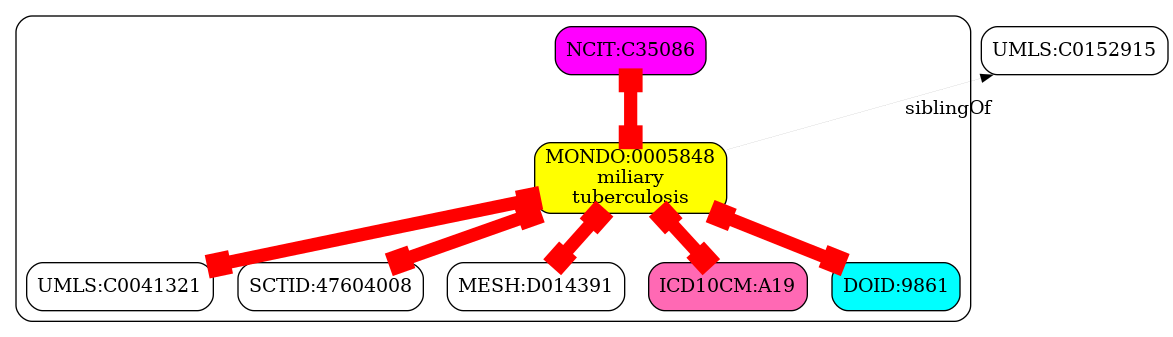 NCIT:C35086
UMLS:C0152915
siblingOf
MONDO:0005848
miliary
tuberculosis
UMLS:C0041321
SCTID:47604008
MESH:D014391
ICD10CM:A19
DOID:9861